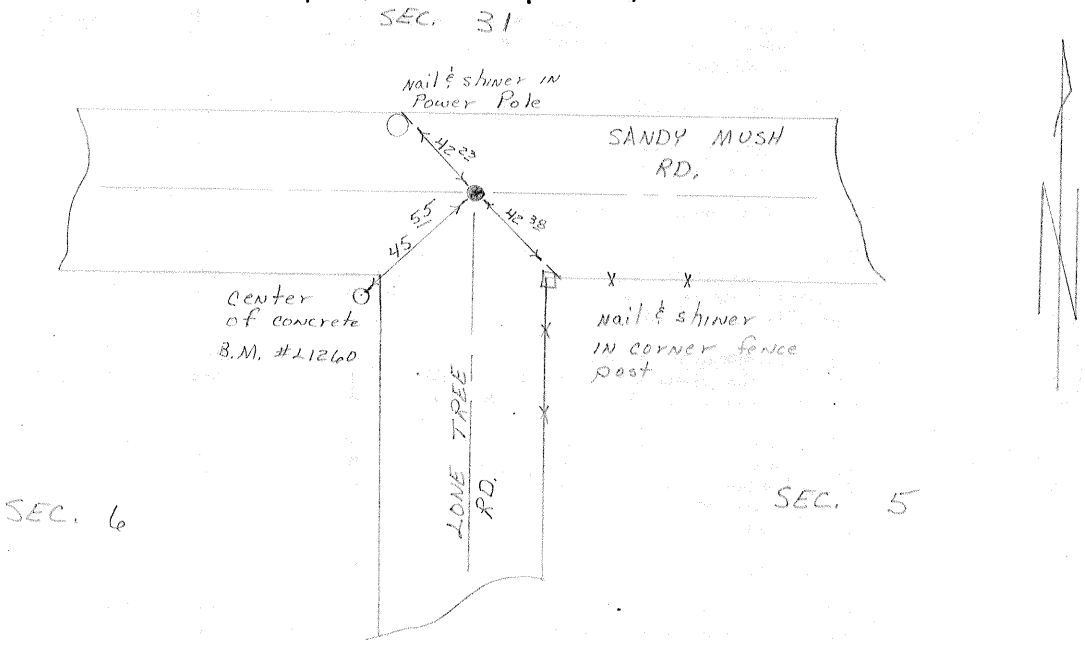 SEC. 31
Nail & shiner IN
Power Pole
SANDY MUSH
RD.
42 23
45 55
42 38
center
of concrete
B.M. #L1260
Nail & shiner
IN corner fence
post
LONE TREE
RD.
SEC. 6
SEC. 5
N